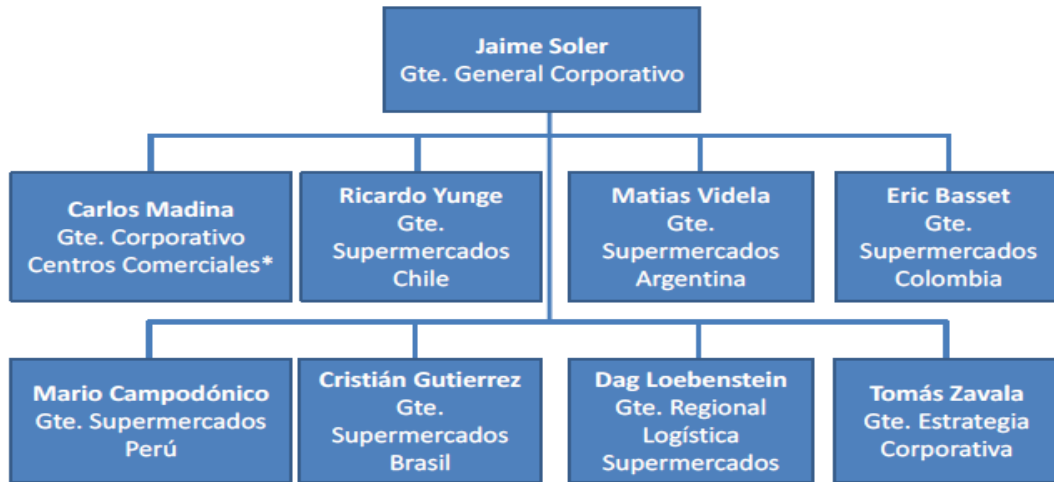 Jaime Soler
Gte. General Corporativo
Carlos Madina
Gte. Corporativo
Centros Comerciales*
Ricardo Yunge
Gte.
Supermercados
Chile
Matias Videla
Gte.
Supermercados
Argentina
Eric Basset
Gte.
Supermercados
Colombia
Mario Campodónico
Gte. Supermercados
Perú
Cristián Gutierrez
Gte.
Supermercados
Brasil
Dag Loebenstein
Gte. Regional
Logística
Supermercados
Tomás Zavala
Gte. Estrategia
Corporativa